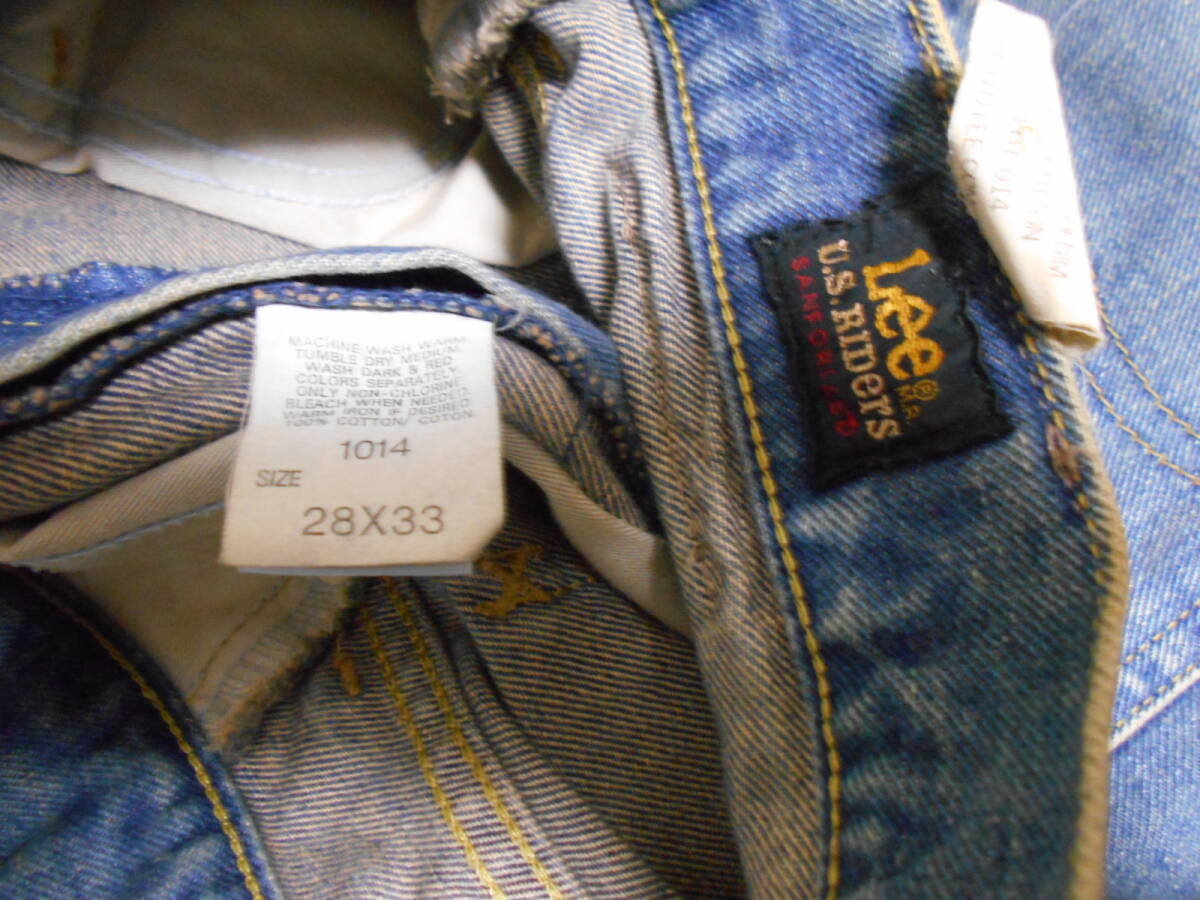 MACHINE WASH WARM
TUMBLE DRY MEDIUM.
WASH DARK & RED
COLORS SEPARATELY.
ONLY NON-CHLORINE
BLEACH WHEN NEEDED.
WARM IRON IF DESIRED.
100% COTTON/COTON.
1014
SIZE
28X33
Lee ® M.R.
U.S. RIDERS
SANFORIZED
014